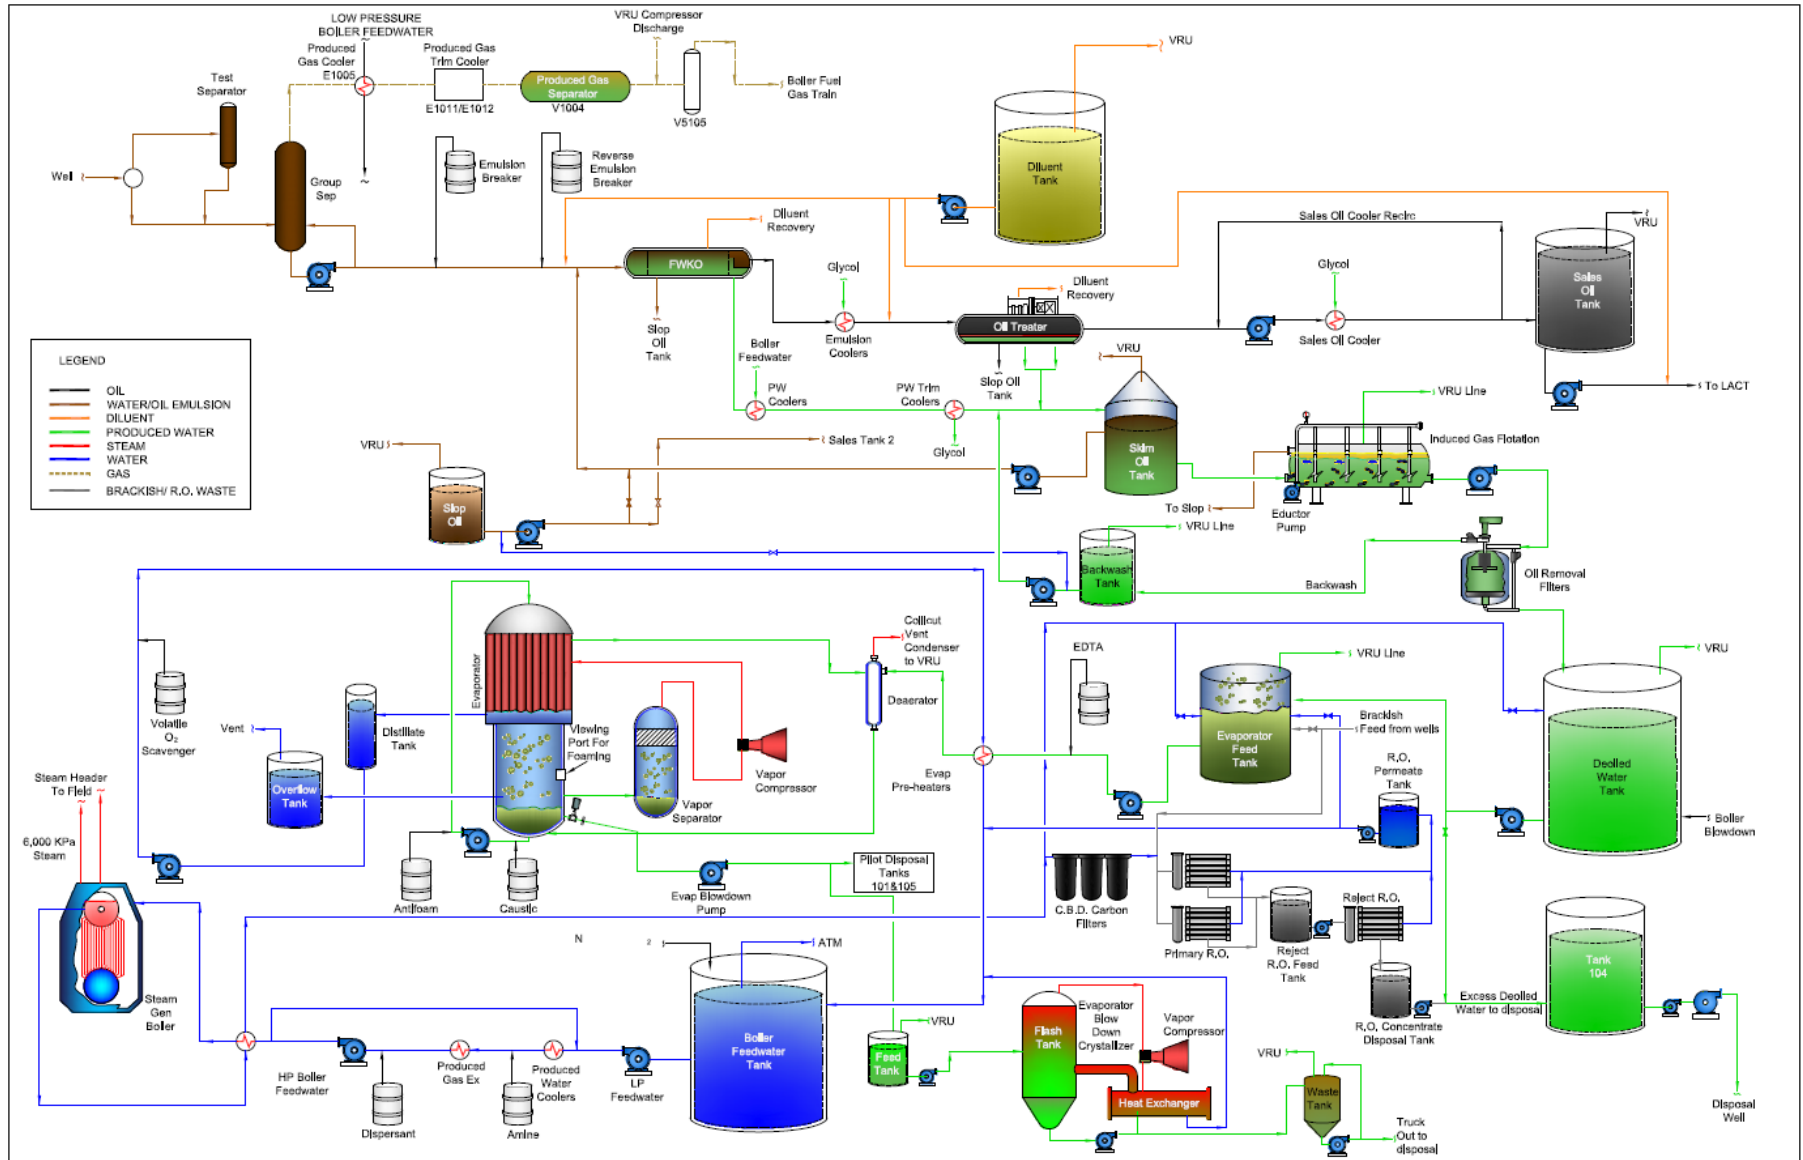 LOW PRESSURE
BOILER FEEDWATER
Produced
Gas Cooler
E1005
Produced Gas
Trim Cooler
E1011/E1012
Produced Gas
Separator
V1004
VRU Compressor
Discharge
V5105
Boiler Fuel
Gas Train
VRU
Test
Separator
Well
Group
Sep
Emulsion
Breaker
Reverse
Emulsion
Breaker
Diluent
Tank
Diluent
Recovery
FWKO
Slop
Oil
Tank
Glycol
Emulsion
Coolers
Diluent
Recovery
Oil Treater
Slop Oil
Tank
Sales Oil Cooler Recirc
Glycol
Sales Oil Cooler
VRU
Sales
Oil
Tank
To LACT
LEGEND
OIL
WATER/OIL EMULSION
DILUENT
PRODUCED WATER
STEAM
WATER
GAS
BRACKISH/ R.O. WASTE
Boiler
Feedwater
PW
Coolers
PW Trim
Coolers
Glycol
VRU
Skim
Oil
Tank
VRU Line
Induced Gas Flotation
To Slop
Eductor
Pump
VRU
Slop
Oil
Sales Tank 2
VRU Line
Backwash
Tank
Backwash
Oil Removal
Filters
Evaporator
Viewing
Port For
Foaming
Collcut
Vent
Condenser
to VRU
Deaerator
Vapor
Compressor
Vapor
Separator
Evap
Pre-heaters
EDTA
VRU Line
Evaporator
Feed
Tank
Brackish
Feed from wells
R.O.
Permeate
Tank
VRU
Deoiled
Water
Tank
Boiler
Blowdown
Volatile
O2
Scavenger
Vent
Distillate
Tank
Overflow
Tank
Steam Header
To Field
6,000 KPa
Steam
Steam
Gen
Boiler
Antifoam
Caustic
Evap Blowdown
Pump
Pilot Disposal
Tanks
101&105
C.B.D. Carbon
Filters
Primary R.O.
Reject
R.O. Feed
Tank
Reject R.O.
R.O. Concentrate
Disposal Tank
Excess Deoiled
Water to disposal
Tank
104
Disposal
Well
N
2
ATM
Boiler
Feedwater
Tank
HP Boiler
Feedwater
Dispersant
Produced
Gas Ex
Amine
Produced
Water
Coolers
LP
Feedwater
VRU
Feed
Tank
Flash
Tank
Evaporator
Blow
Down
Crystallizer
Vapor
Compressor
Heat Exchanger
VRU
Waste
Tank
Truck
Out to
disposal